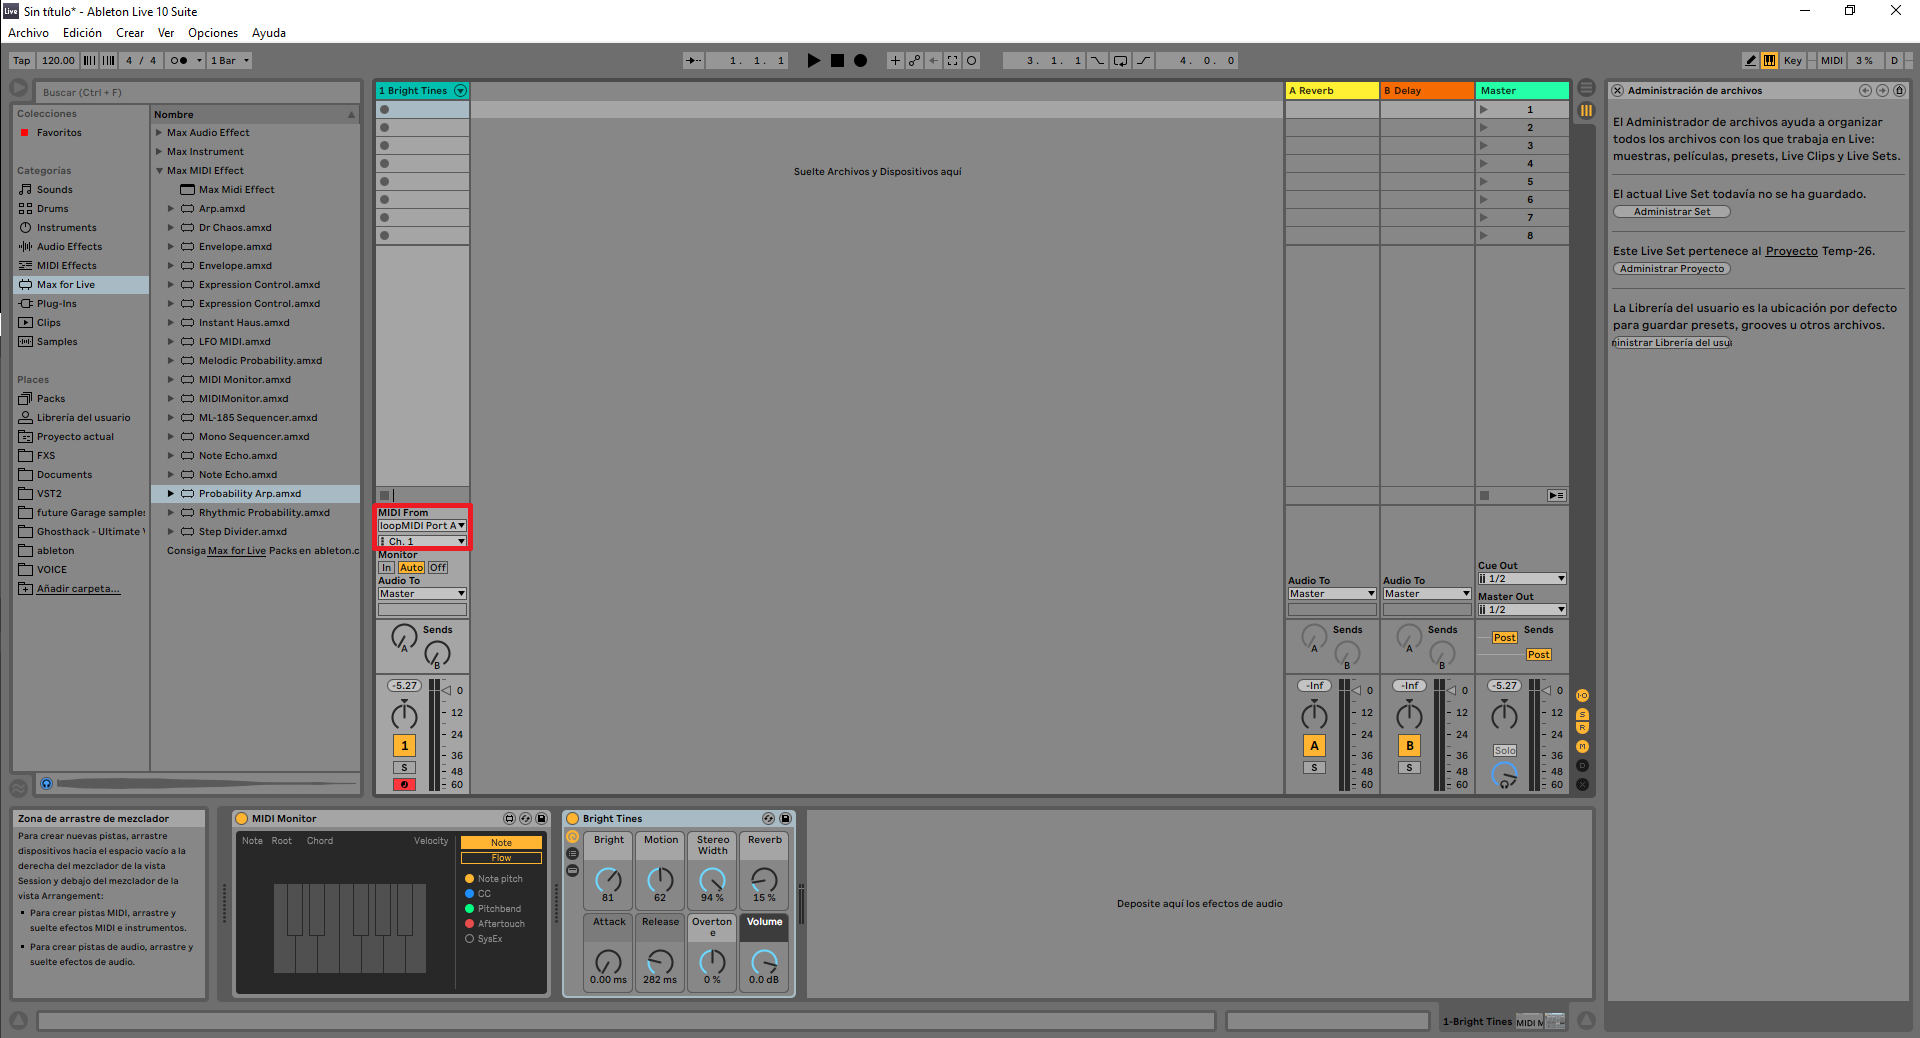 Live Sin título* - Ableton Live 10 Suite
Archivo Edición Crear Ver Opciones Ayuda
Tap 120.00 4 / 4 1 Bar 1. 1. 1 3. 1. 1 4. 0. 0 Key MIDI 3 % D
Buscar (Ctrl + F)
Colecciones
Favoritos
Categorías
Sounds
Drums
Instruments
Audio Effects
MIDI Effects
Max for Live
Plug-Ins
Clips
Samples
Places
Packs
Librería del usuario
Proyecto actual
FXS
Documents
VST2
future Garage samples
Ghosthack - Ultimate
ableton
VOICE
Añadir carpeta...
Nombre
Max Audio Effect
Max Instrument
Max MIDI Effect
Max Midi Effect
Arp.amxd
Dr Chaos.amxd
Envelope.amxd
Envelope.amxd
Expression Control.amxd
Expression Control.amxd
Instant Haus.amxd
LFO MIDI.amxd
Melodic Probability.amxd
MIDI Monitor.amxd
MIDIMonitor.amxd
ML-185 Sequencer.amxd
Mono Sequencer.amxd
Note Echo.amxd
Note Echo.amxd
Probability Arp.amxd
Rhythmic Probability.amxd
Step Divider.amxd
Consiga Max for Live Packs en ableton.c
1 Bright Tines
Suelte Archivos y Dispositivos aquí
MIDI From
loopMIDI Port A
Ch. 1
Monitor
In Auto Off
Audio To
Master
Sends
A
B
-5.27
0
12
24
36
48
60
1
S
A Reverb
Audio To
Master
Sends
A
B
-Inf
0
12
24
36
48
60
A
S
B Delay
Audio To
Master
Sends
A
B
-Inf
0
12
24
36
48
60
B
S
Master
1
2
3
4
5
6
7
8
Cue Out
1/2
Master Out
1/2
Sends
Post
Post
-5.27
0
12
24
36
48
60
Solo
I·O
S
R
M
D
X
Administración de archivos
El Administrador de archivos ayuda a organizar
todos los archivos con los que trabaja en Live:
muestras, películas, presets, Live Clips y Live Sets.
El actual Live Set todavía no se ha guardado.
Administrar Set
Este Live Set pertenece al Proyecto Temp-26.
Administrar Proyecto
La Librería del usuario es la ubicación por defecto
para guardar presets, grooves u otros archivos.
ninistrar Librería del usu
Zona de arrastre de mezclador
Para crear nuevas pistas, arrastre
dispositivos hacia el espacio vacío a la
derecha del mezclador de la vista
Session y debajo del mezclador de la
vista Arrangement:
Para crear pistas MIDI, arrastre y
suelte efectos MIDI e instrumentos.
Para crear pistas de audio, arrastre y
suelte efectos de audio.
MIDI Monitor
Note Root Chord Velocity
Note
Flow
Note pitch
CC
Pitchbend
Aftertouch
SysEx
Bright Tines
Bright Motion Stereo Width Reverb
81 62 94 % 15 %
Attack Release Overtone Volume
0.00 ms 282 ms 0 % 0.0 dB
Deposite aquí los efectos de audio
1-Bright Tines MIDI M